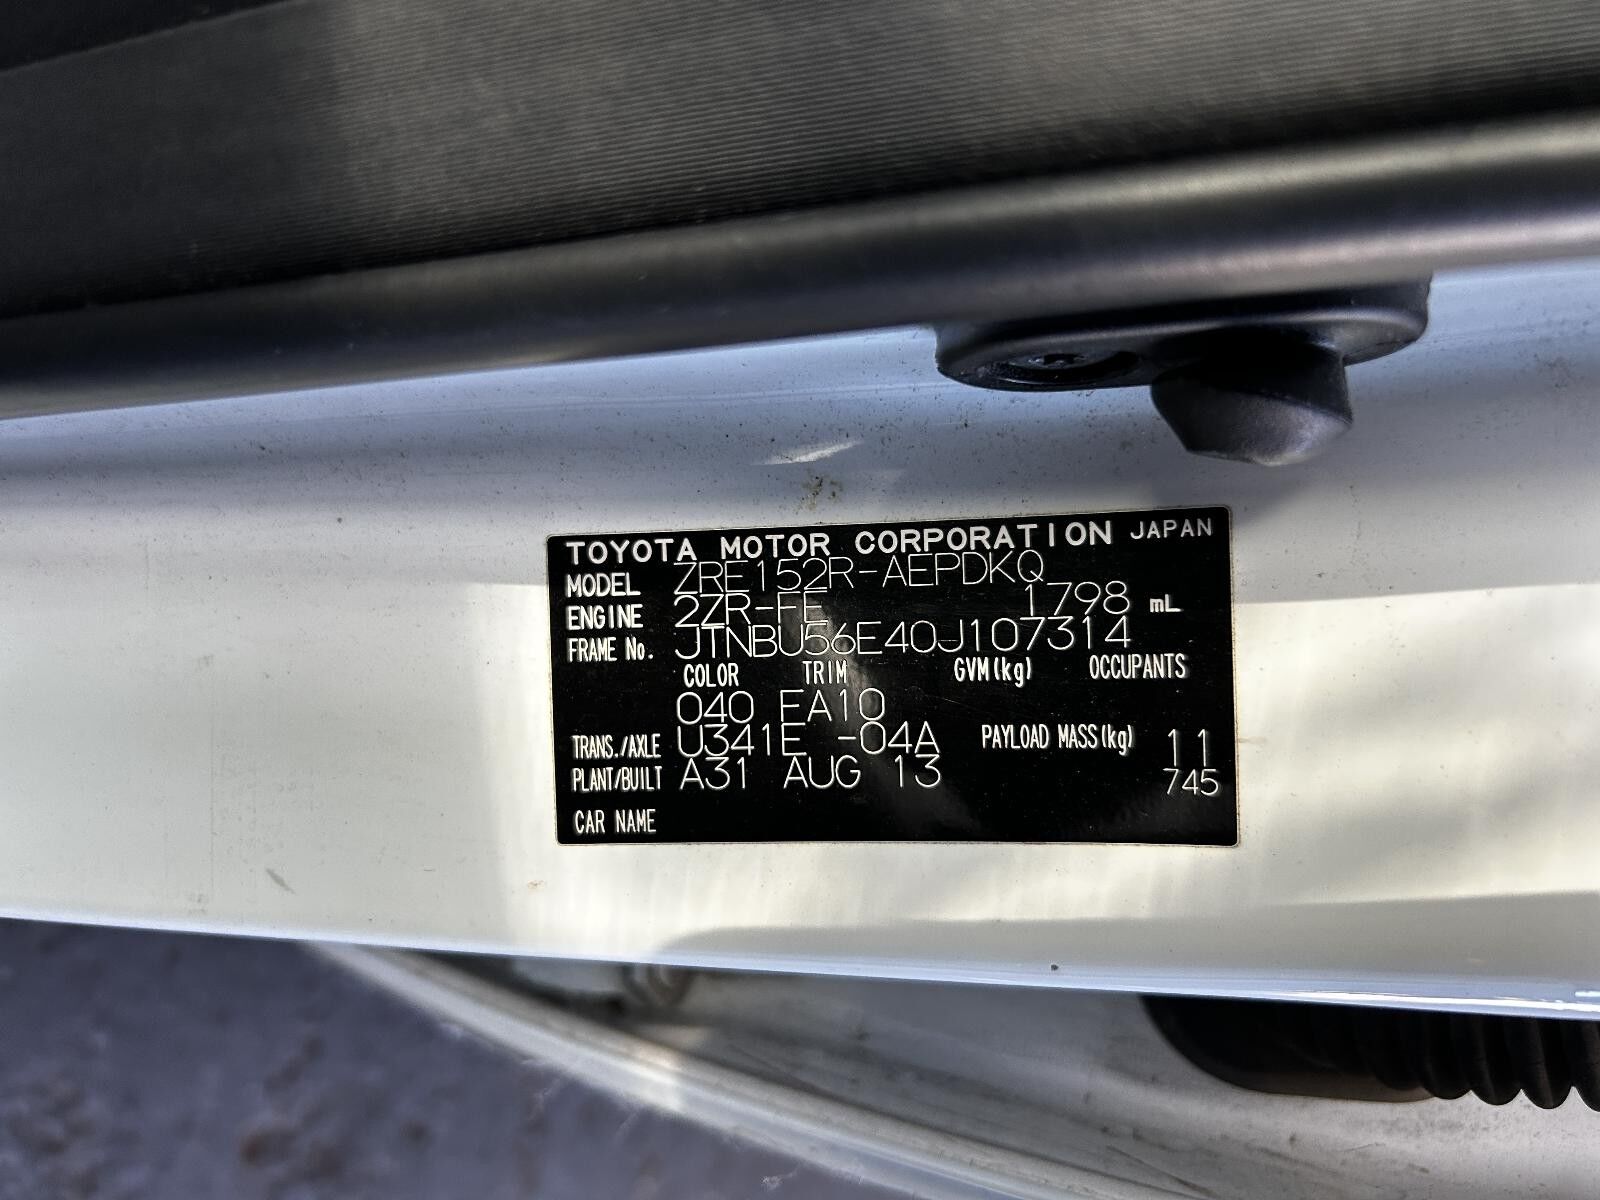 TOYOTA MOTOR CORPORATION JAPAN
MODEL ZRE152R-AEPDKQ
ENGINE 2ZR-FE 1798 mL
FRAME No. JTNBU56E40J107314
COLOR TRIM GVM(kg) OCCUPANTS
040 EA10
TRANS./AXLE U341E -04A PAYLOAD MASS(kg) 11
PLANT/BUILT A31 AUG 13 745
CAR NAME